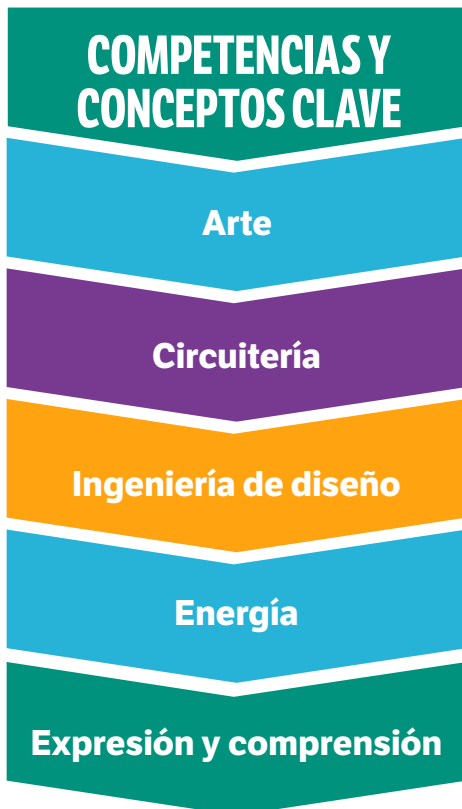 COMPETENCIAS Y
CONCEPTOS CLAVE
Arte
Circuitería
Ingeniería de diseño
Energía
Expresión y comprensión